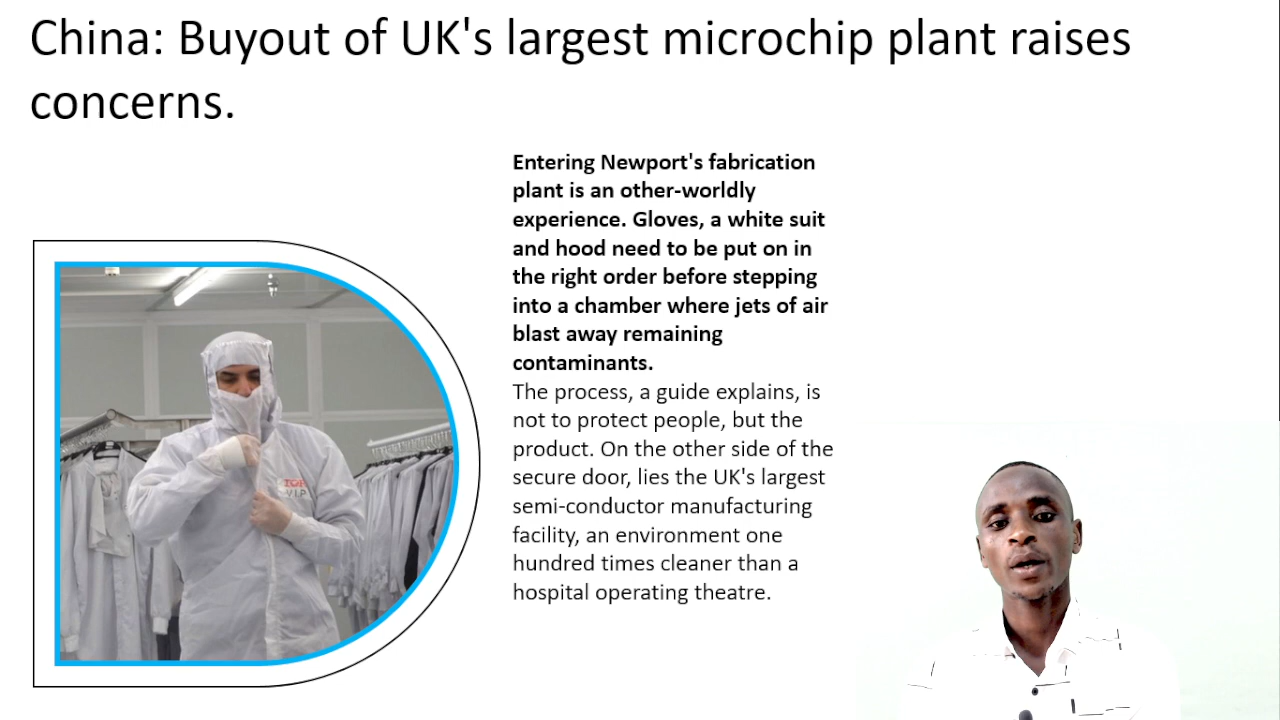 China: Buyout of UK's largest microchip plant raises
concerns.
Entering Newport's fabrication
plant is an other-worldly
experience. Gloves, a white suit
and hood need to be put on in
the right order before stepping
into a chamber where jets of air
blast away remaining
contaminants.
The process, a guide explains, is
not to protect people, but the
product. On the other side of the
secure door, lies the UK's largest
semi-conductor manufacturing
facility, an environment one
hundred times cleaner than a
hospital operating theatre.
V.I.P